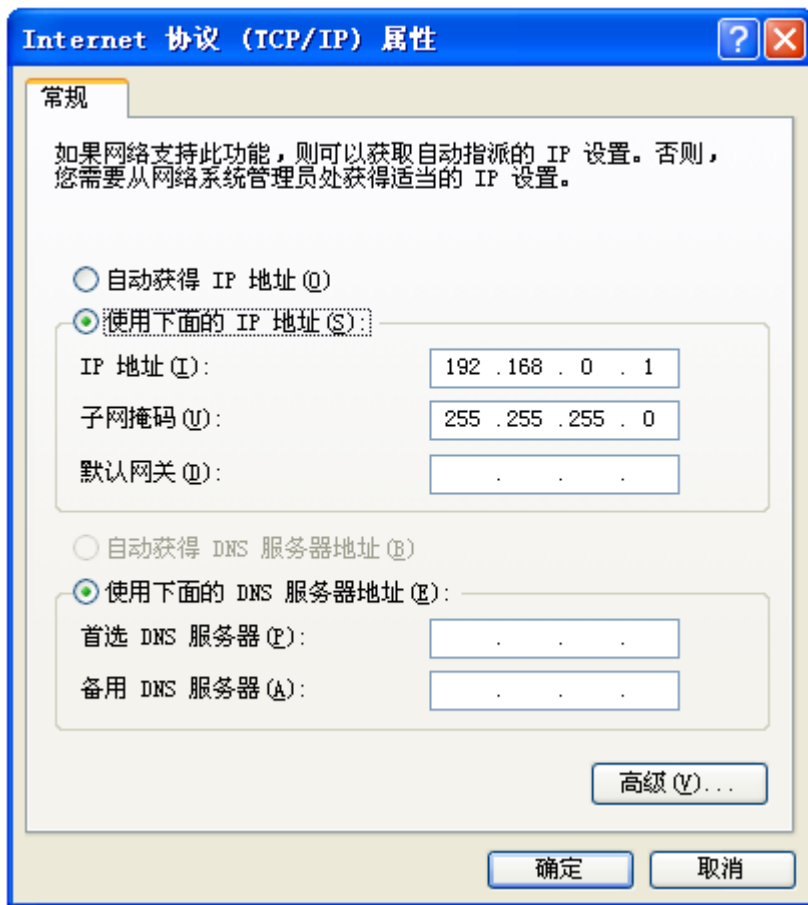 Internet 协议 (TCP/IP) 属性
常规
如果网络支持此功能，则可以获取自动指派的 IP 设置。否则，
您需要从网络系统管理员处获得适当的 IP 设置。
自动获得 IP 地址(O)
使用下面的 IP 地址(S):
IP 地址(I): 192 .168 . 0 . 1
子网掩码(U): 255 .255 .255 . 0
默认网关(D): . . .
自动获得 DNS 服务器地址(B)
使用下面的 DNS 服务器地址(E):
首选 DNS 服务器(P): . . .
备用 DNS 服务器(A): . . .
高级(V)...
确定 取消